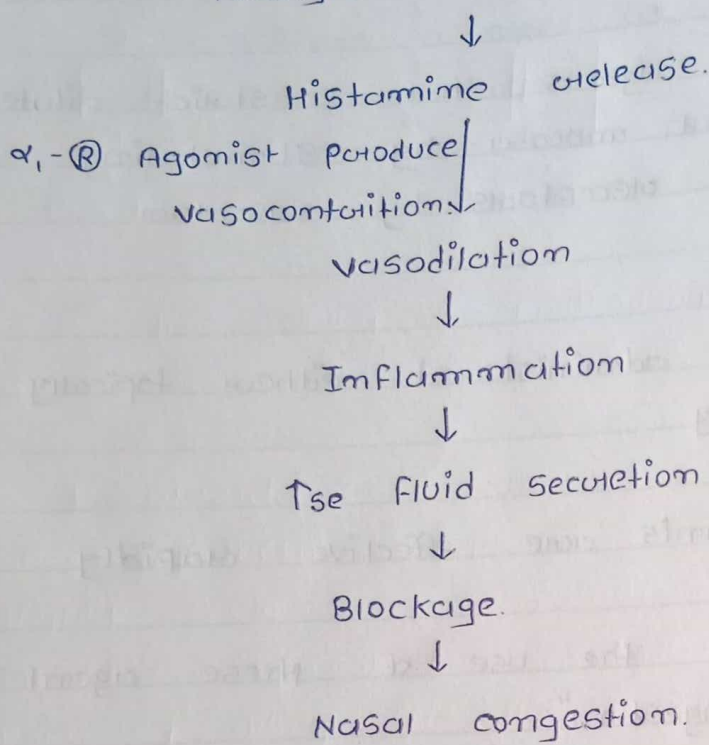 ↓
Histamine release.
α₁-Ⓡ Agonist produce
vasocontrition ↓
vasodilation
↓
Inflammation
↓
↑se fluid secretion
↓
Blockage.
↓
Nasal congestion.